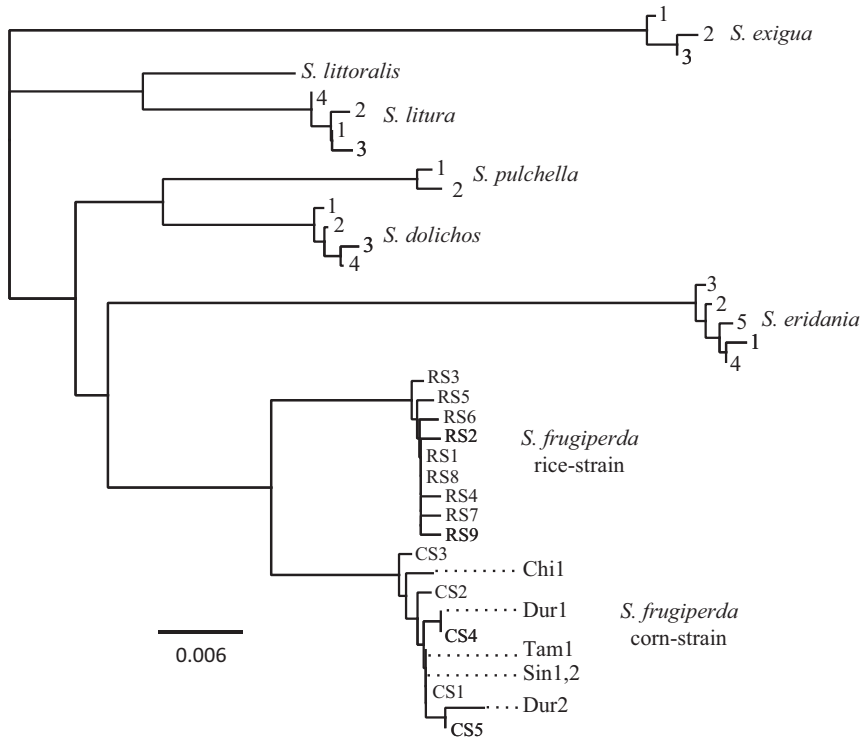 1
2 S. exigua
3
S. littoralis
4
2 S. litura
1
3
1 S. pulchella
2
1
2
3 S. dolichos
4
3
2
5 S. eridania
1
4
RS3
RS5
RS6
RS2
RS1
RS8
RS4
RS7
RS9
S. frugiperda
rice-strain
CS3
Chi1
CS2
Dur1
CS4
Tam1
Sin1,2
CS1
Dur2
CS5
S. frugiperda
corn-strain
0.006